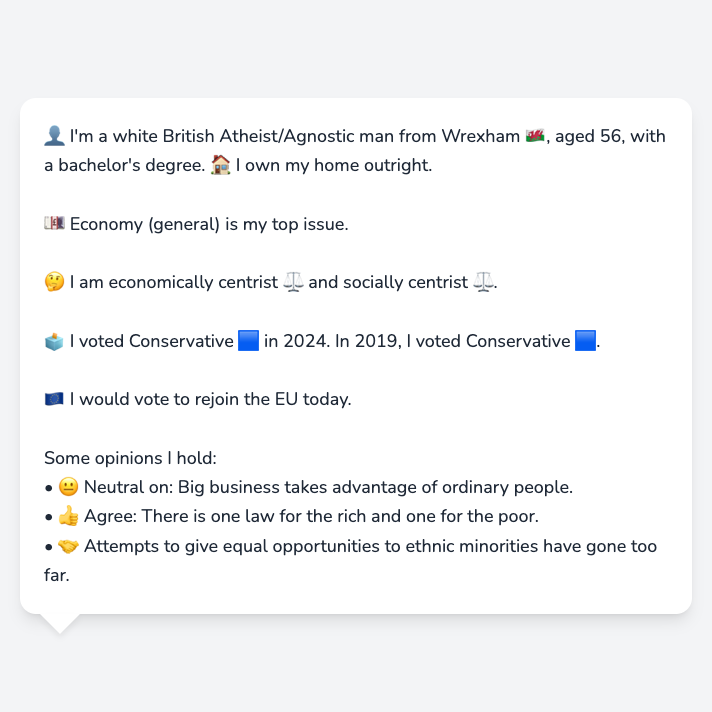 👤 I'm a white British Atheist/Agnostic man from Wrexham 🏴󠁧󠁢󠁷󠁬󠁳󠁿, aged 56, with
a bachelor's degree. 🏠 I own my home outright.
💷 Economy (general) is my top issue.
🤔 I am economically centrist ⚖️ and socially centrist ⚖️.
🗳️ I voted Conservative 🟦 in 2024. In 2019, I voted Conservative 🟦.
🇪🇺 I would vote to rejoin the EU today.
Some opinions I hold:
• 😐 Neutral on: Big business takes advantage of ordinary people.
• 👍 Agree: There is one law for the rich and one for the poor.
• 🤝 Attempts to give equal opportunities to ethnic minorities have gone too
far.